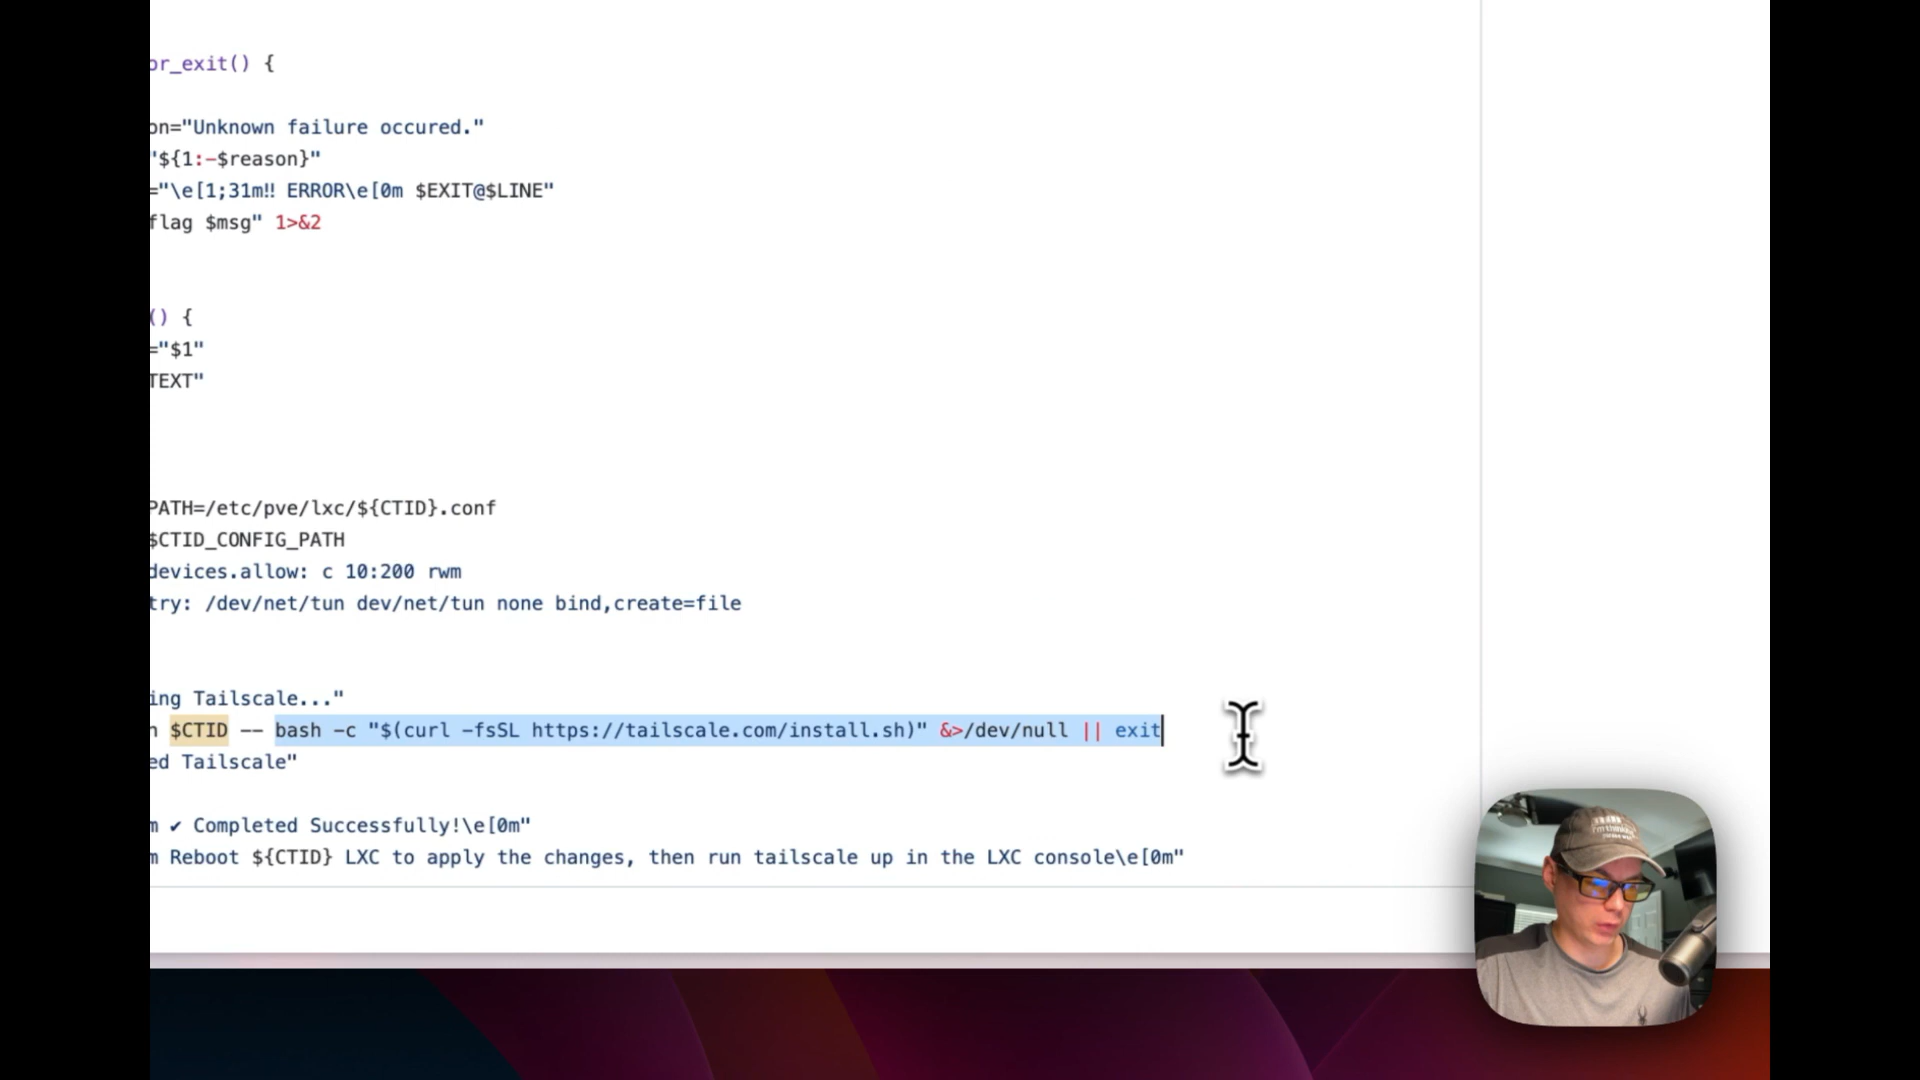 or_exit() {
on="Unknown failure occured."
"${1:-$reason}"
="\e[1;31m‼ ERROR\e[0m $EXIT@$LINE"
flag $msg" 1>&2
() {
="$1"
TEXT"
PATH=/etc/pve/lxc/${CTID}.conf
$CTID_CONFIG_PATH
devices.allow: c 10:200 rwm
try: /dev/net/tun dev/net/tun none bind,create=file
ing Tailscale..."
n $CTID -- bash -c "$(curl -fsSL https://tailscale.com/install.sh)" &>/dev/null || exit
ed Tailscale"
m ✔ Completed Successfully!\e[0m"
m Reboot ${CTID} LXC to apply the changes, then run tailscale up in the LXC console\e[0m"